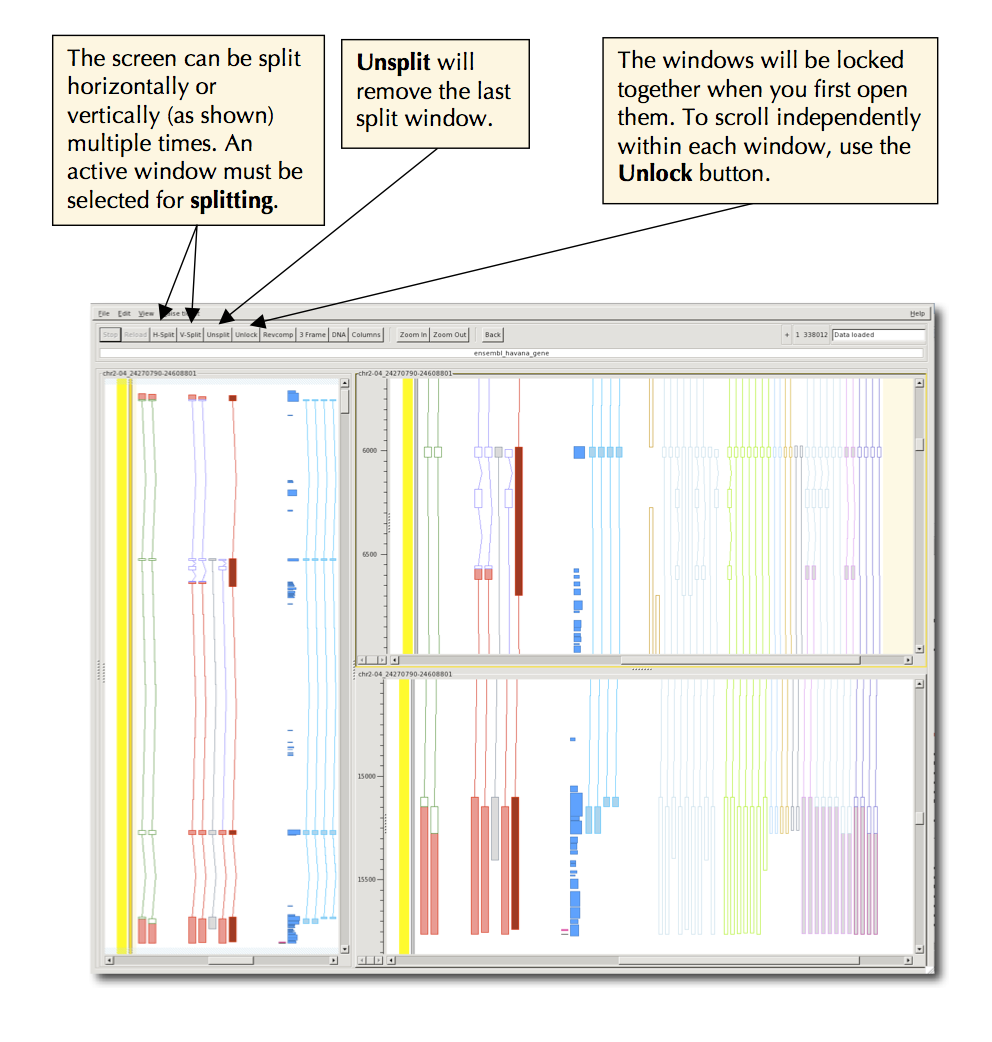 The screen can be split
horizontally or
vertically (as shown)
multiple times. An
active window must be
selected for splitting.
Unsplit will
remove the last
split window.
The windows will be locked
together when you first open
them. To scroll independently
within each window, use the
Unlock button.
File Edit View Help
Stop Reload H-Split V-Split Unsplit Unlock Revcomp 3 Frame DNA Columns Zoom In Zoom Out Back + 1 338012 Data loaded
ensembl_havana_gene
chr2-04_24270790-24608801
chr2-04_24270790-24608801
6000
6500
chr2-04_24270790-24608801
15000
15500